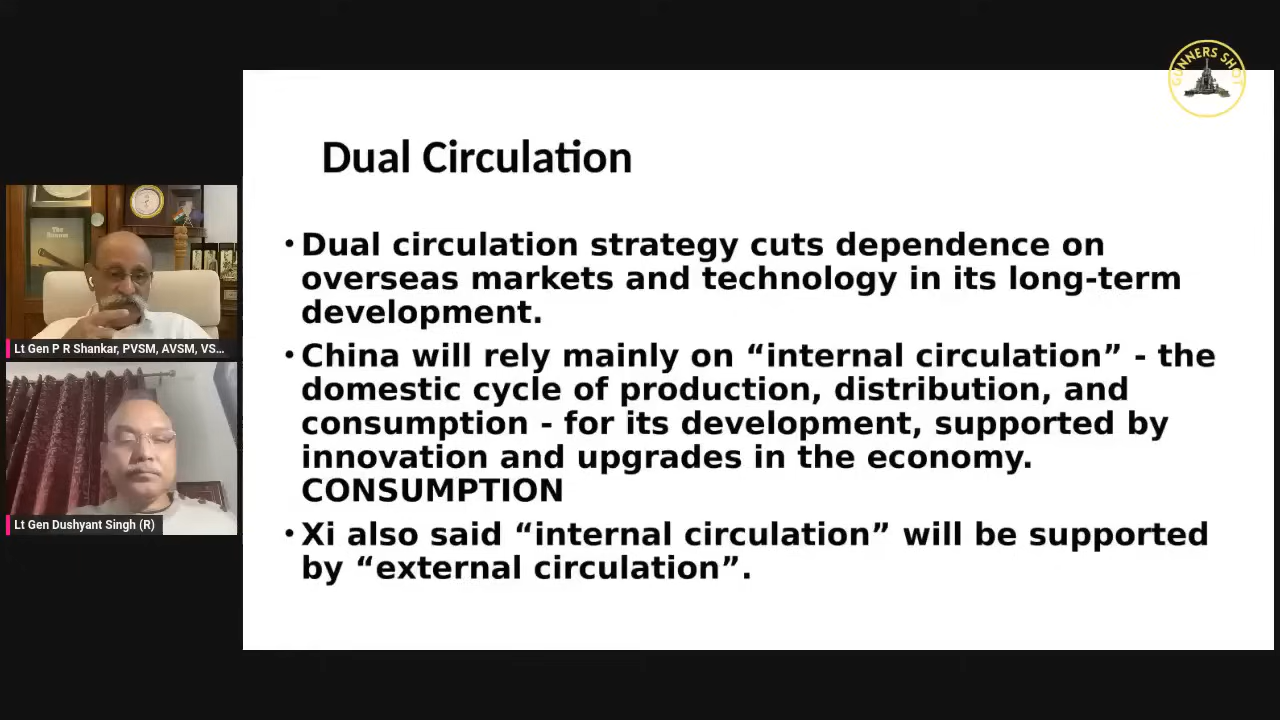 GUNNERS SHOT
Dual Circulation
• Dual circulation strategy cuts dependence on
overseas markets and technology in its long-term
development.
• China will rely mainly on “internal circulation” - the
domestic cycle of production, distribution, and
consumption - for its development, supported by
innovation and upgrades in the economy.
CONSUMPTION
• Xi also said “internal circulation” will be supported
by “external circulation”.
The
Lt Gen P R Shankar, PVSM, AVSM, VS...
Lt Gen Dushyant Singh (R)